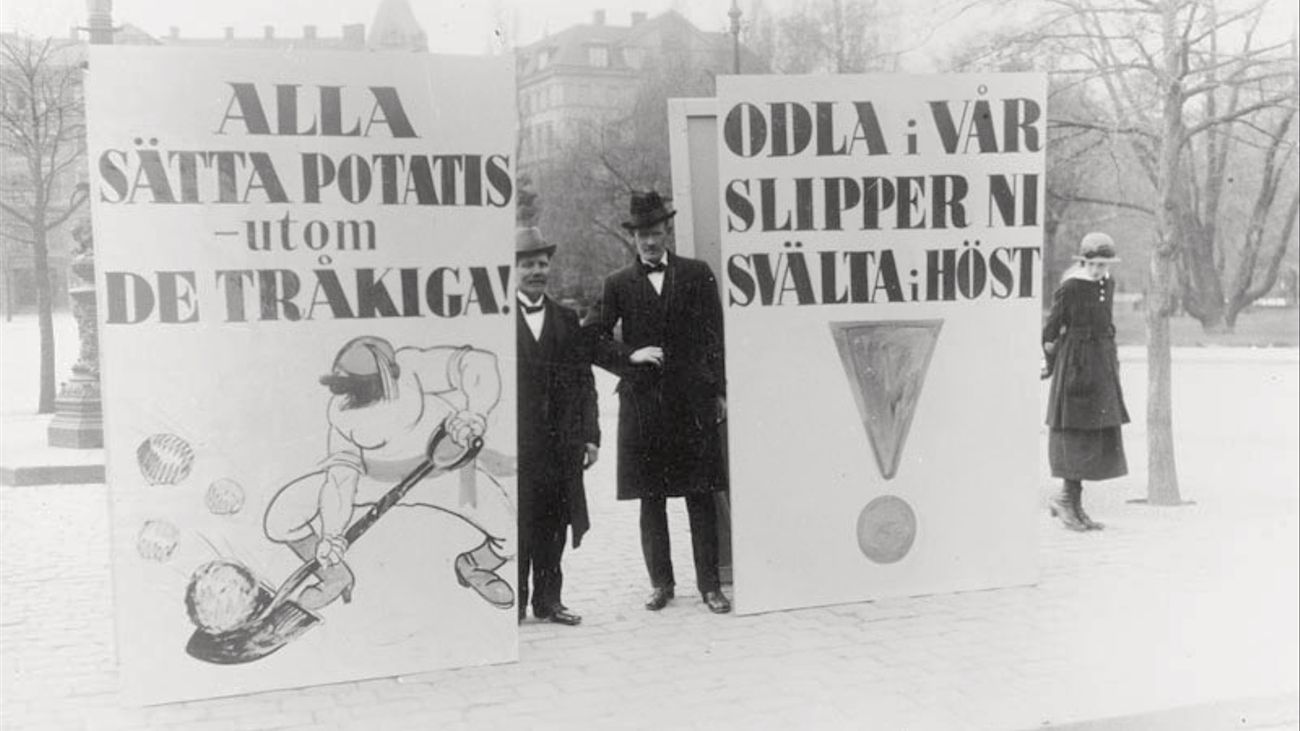 ALLA
SÄTTA POTATIS
–utom
DE TRÅKIGA!
ODLA i VÅR
SLIPPER NI
SVÄLTA i HÖST
!